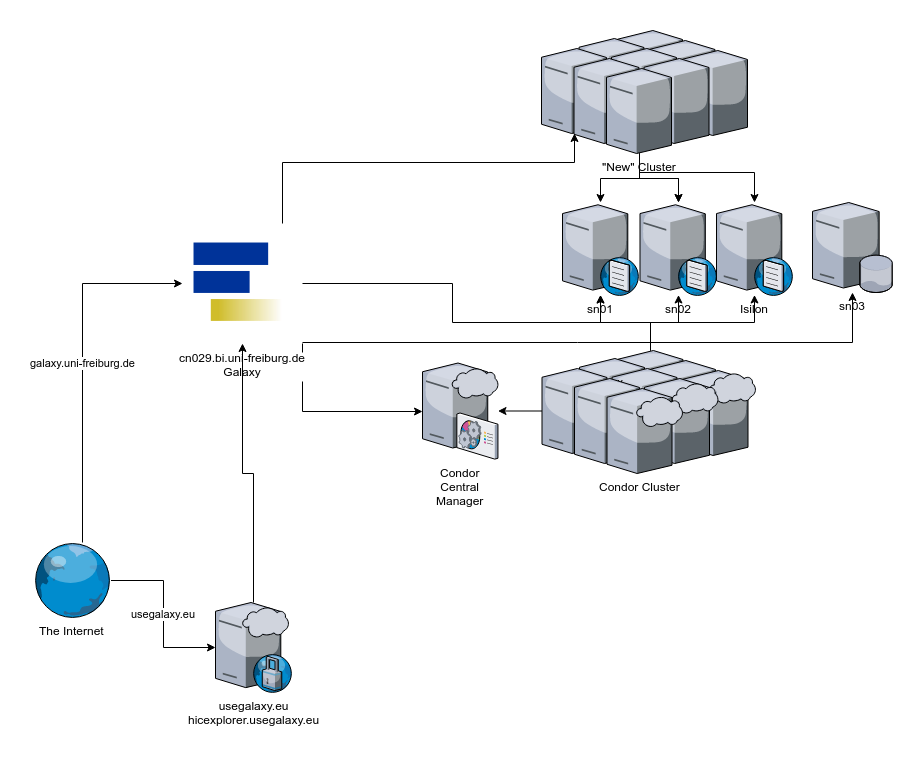 "New" Cluster
sn01
sn02
Isilon
sn03
galaxy.uni-freiburg.de
cn029.bi.uni-freiburg.de
Galaxy
Condor
Central
Manager
Condor Cluster
usegalaxy.eu
The Internet
usegalaxy.eu
hicexplorer.usegalaxy.eu